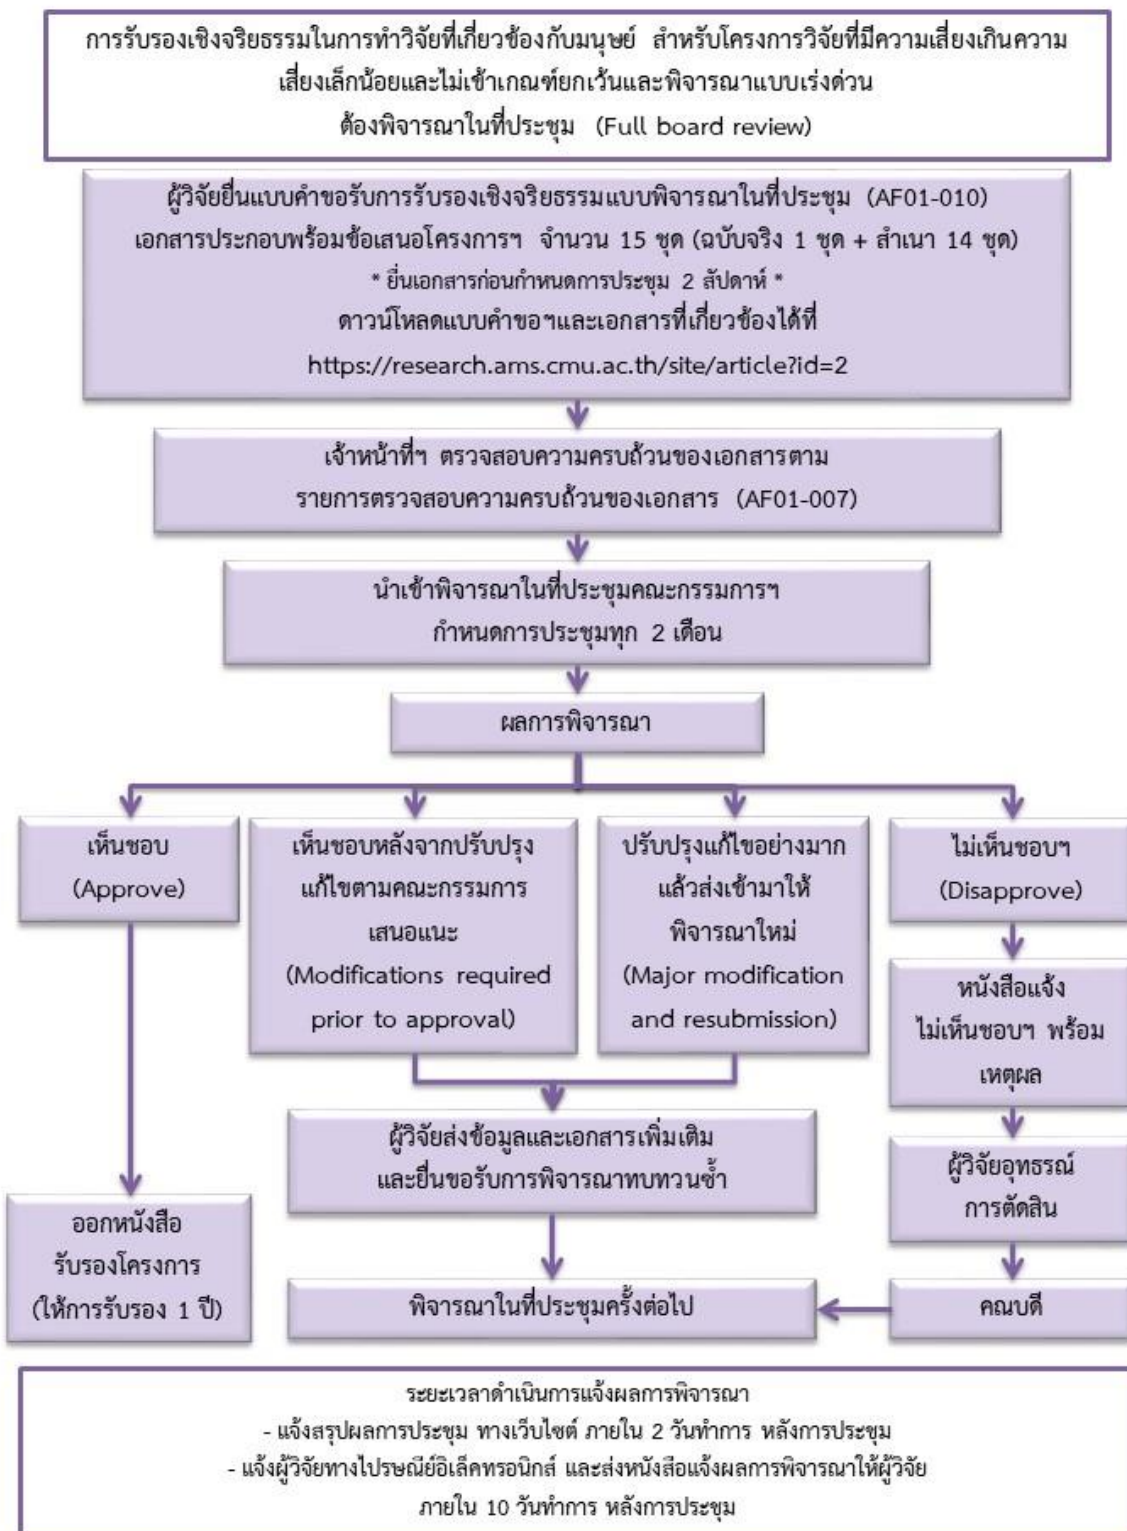 การรับรองเชิงจริยธรรมในการทำวิจัยที่เกี่ยวข้องกับมนุษย์ สำหรับโครงการวิจัยที่มีความเสี่ยงเกินความ
เสี่ยงเล็กน้อยและไม่เข้าเกณฑ์ยกเว้นและพิจารณาแบบเร่งด่วน
ต้องพิจารณาในที่ประชุม (Full board review)
ผู้วิจัยยื่นแบบคำขอรับการรับรองเชิงจริยธรรมแบบพิจารณาในที่ประชุม (AF01-010)
เอกสารประกอบพร้อมข้อเสนอโครงการฯ จำนวน 15 ชุด (ฉบับจริง 1 ชุด + สำเนา 14 ชุด)
* ยื่นเอกสารก่อนกำหนดการประชุม 2 สัปดาห์ *
ดาวน์โหลดแบบคำขอฯและเอกสารที่เกี่ยวข้องได้ที่
https://research.ams.cmu.ac.th/site/article?id=2
เจ้าหน้าที่ฯ ตรวจสอบความครบถ้วนของเอกสารตาม
รายการตรวจสอบความครบถ้วนของเอกสาร (AF01-007)
นำเข้าพิจารณาในที่ประชุมคณะกรรมการฯ
กำหนดการประชุมทุก 2 เดือน
ผลการพิจารณา
เห็นชอบ
(Approve)
เห็นชอบหลังจากปรับปรุง
แก้ไขตามคณะกรรมการ
เสนอแนะ
(Modifications required
prior to approval)
ปรับปรุงแก้ไขอย่างมาก
แล้วส่งเข้ามาให้
พิจารณาใหม่
(Major modification
and resubmission)
ไม่เห็นชอบฯ
(Disapprove)
หนังสือแจ้ง
ไม่เห็นชอบฯ พร้อม
เหตุผล
ผู้วิจัยส่งข้อมูลและเอกสารเพิ่มเติม
และยื่นขอรับการพิจารณาทบทวนซ้ำ
ผู้วิจัยอุทธรณ์
การตัดสิน
ออกหนังสือ
รับรองโครงการ
(ให้การรับรอง 1 ปี)
พิจารณาในที่ประชุมครั้งต่อไป
คณบดี
ระยะเวลาดำเนินการแจ้งผลการพิจารณา
- แจ้งสรุปผลการประชุม ทางเว็บไซต์ ภายใน 2 วันทำการ หลังการประชุม
- แจ้งผู้วิจัยทางไปรษณีย์อิเล็คทรอนิกส์ และส่งหนังสือแจ้งผลการพิจารณาให้ผู้วิจัย
ภายใน 10 วันทำการ หลังการประชุม